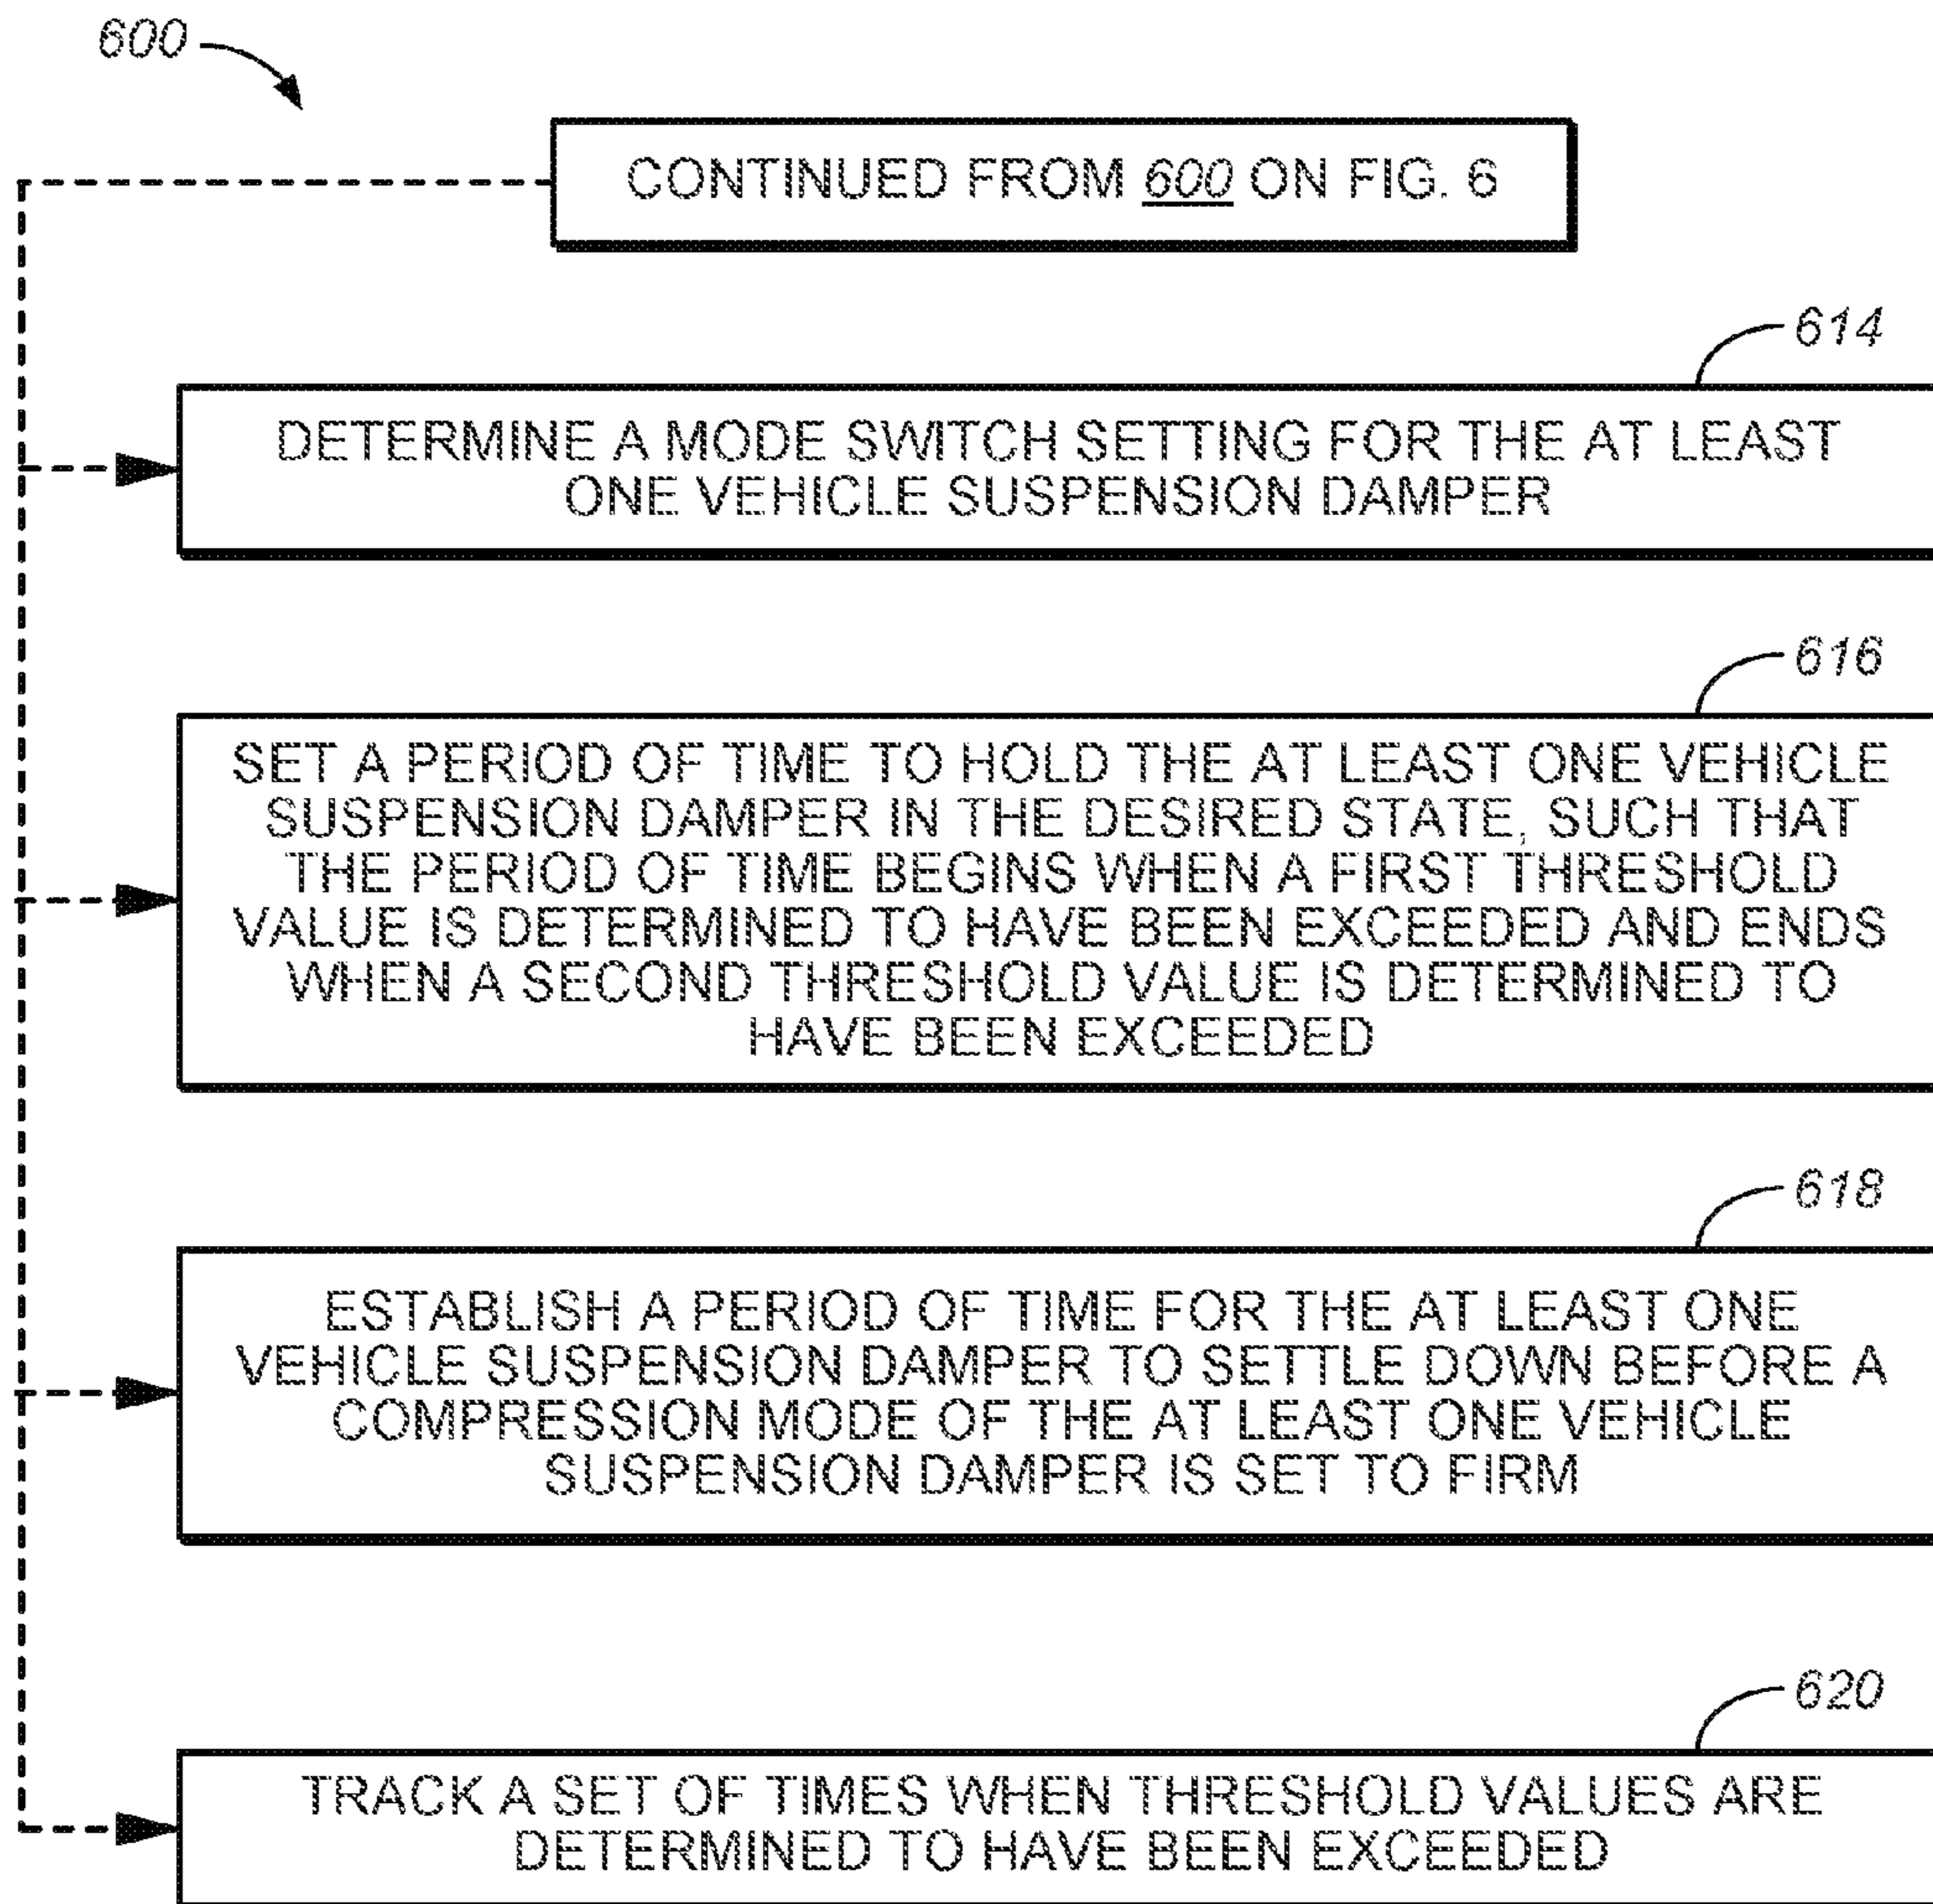 600
CONTINUED FROM 600 ON FIG. 6
614
DETERMINE A MODE SWITCH SETTING FOR THE AT LEAST
ONE VEHICLE SUSPENSION DAMPER
616
SET A PERIOD OF TIME TO HOLD THE AT LEAST ONE VEHICLE
SUSPENSION DAMPER IN THE DESIRED STATE, SUCH THAT
THE PERIOD OF TIME BEGINS WHEN A FIRST THRESHOLD
VALUE IS DETERMINED TO HAVE BEEN EXCEEDED AND ENDS
WHEN A SECOND THRESHOLD VALUE IS DETERMINED TO
HAVE BEEN EXCEEDED
618
ESTABLISH A PERIOD OF TIME FOR THE AT LEAST ONE
VEHICLE SUSPENSION DAMPER TO SETTLE DOWN BEFORE A
COMPRESSION MODE OF THE AT LEAST ONE VEHICLE
SUSPENSION DAMPER IS SET TO FIRM
620
TRACK A SET OF TIMES WHEN THRESHOLD VALUES ARE
DETERMINED TO HAVE BEEN EXCEEDED